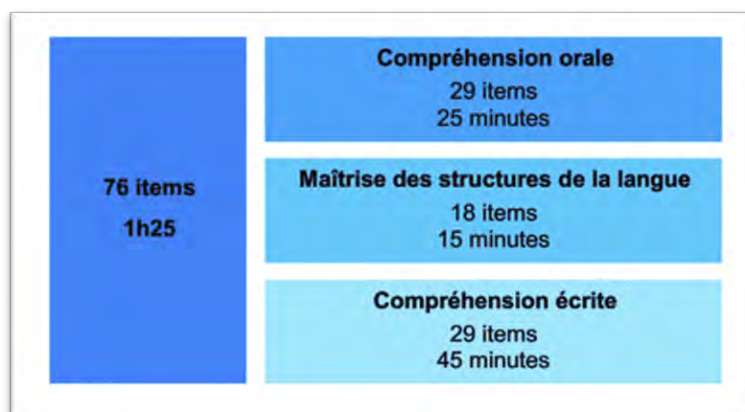 76 items
1h25
Compréhension orale
29 items
25 minutes
Maîtrise des structures de la langue
18 items
15 minutes
Compréhension écrite
29 items
45 minutes